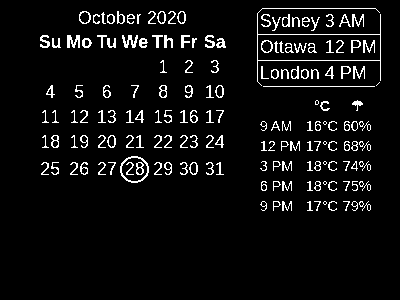 October 2020
Su Mo Tu We Th Fr Sa
1 2 3
4 5 6 7 8 9 10
11 12 13 14 15 16 17
18 19 20 21 22 23 24
25 26 27 28 29 30 31
Sydney 3 AM
Ottawa 12 PM
London 4 PM
°C
9 AM 16°C 60%
12 PM 17°C 68%
3 PM 18°C 74%
6 PM 18°C 75%
9 PM 17°C 79%